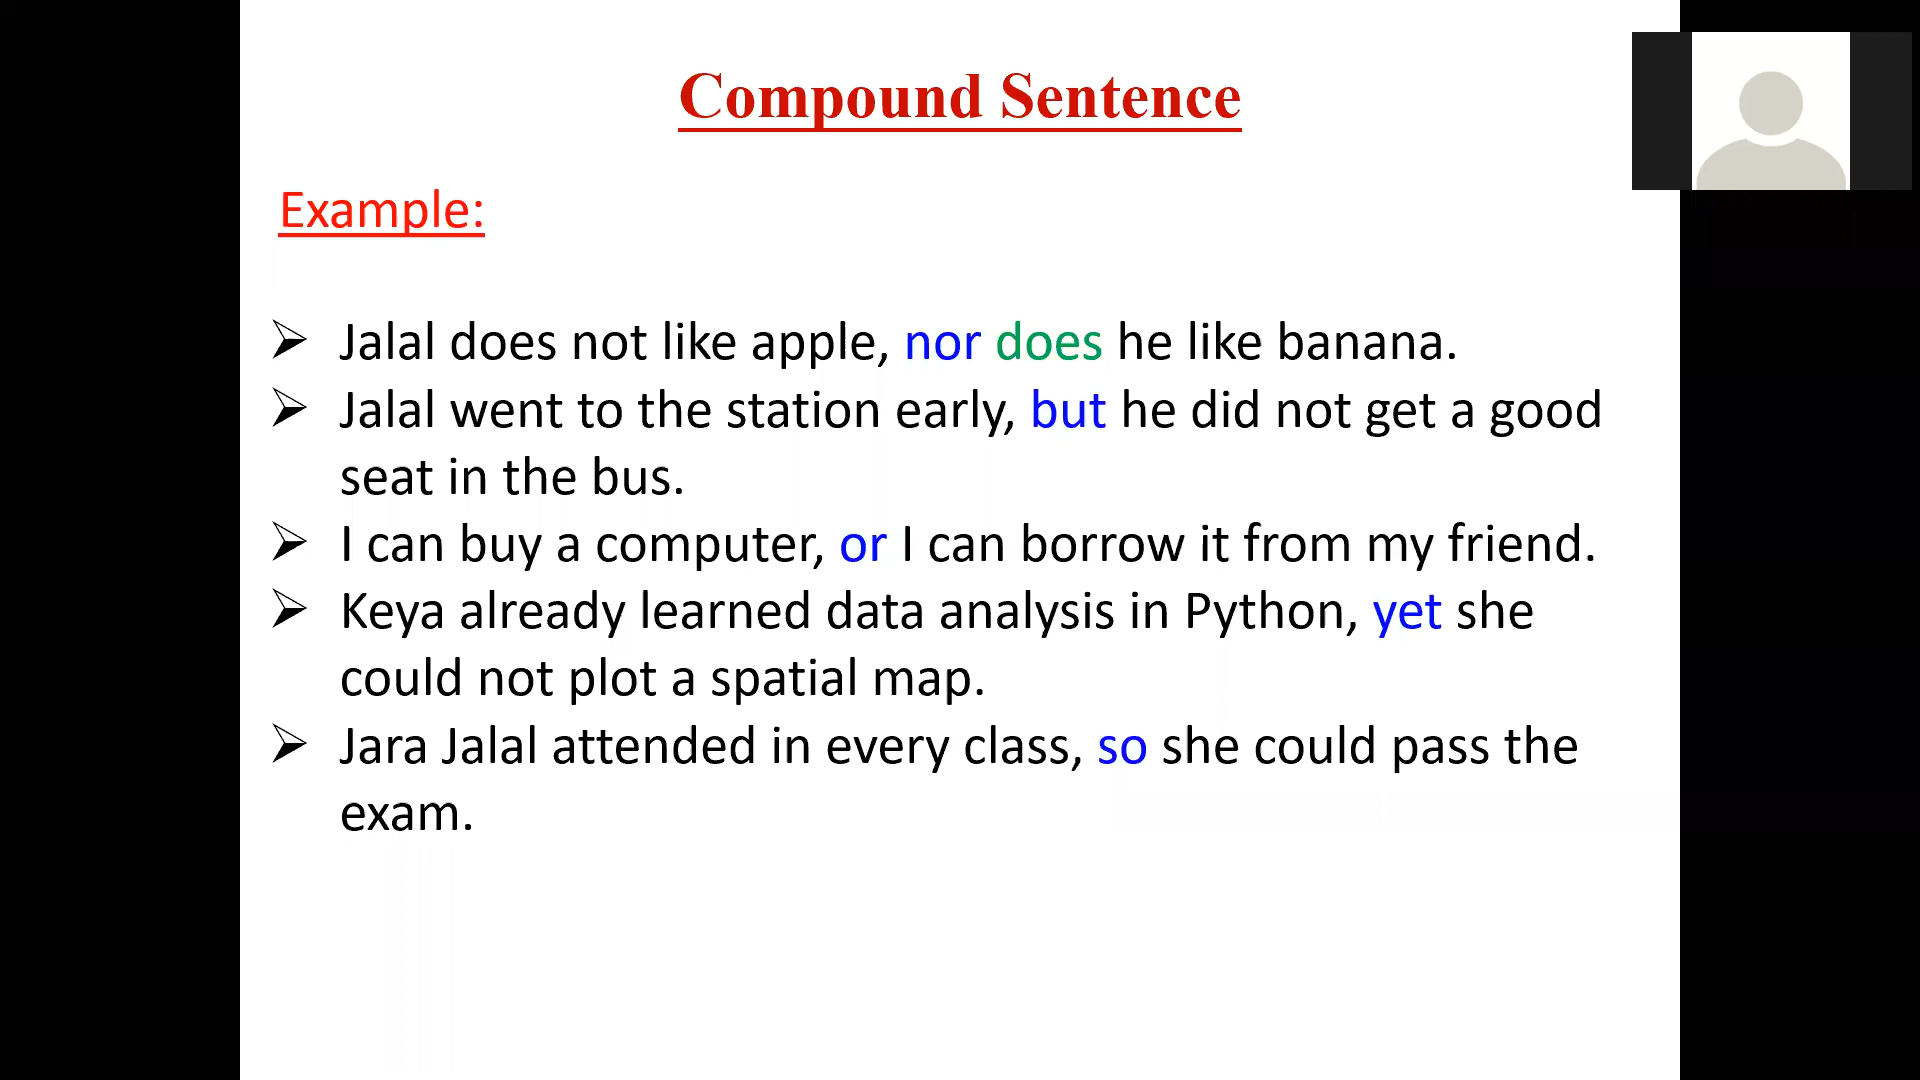 Compound Sentence
Example:
➢ Jalal does not like apple, nor does he like banana.
➢ Jalal went to the station early, but he did not get a good
seat in the bus.
➢ I can buy a computer, or I can borrow it from my friend.
➢ Keya already learned data analysis in Python, yet she
could not plot a spatial map.
➢ Jara Jalal attended in every class, so she could pass the
exam.